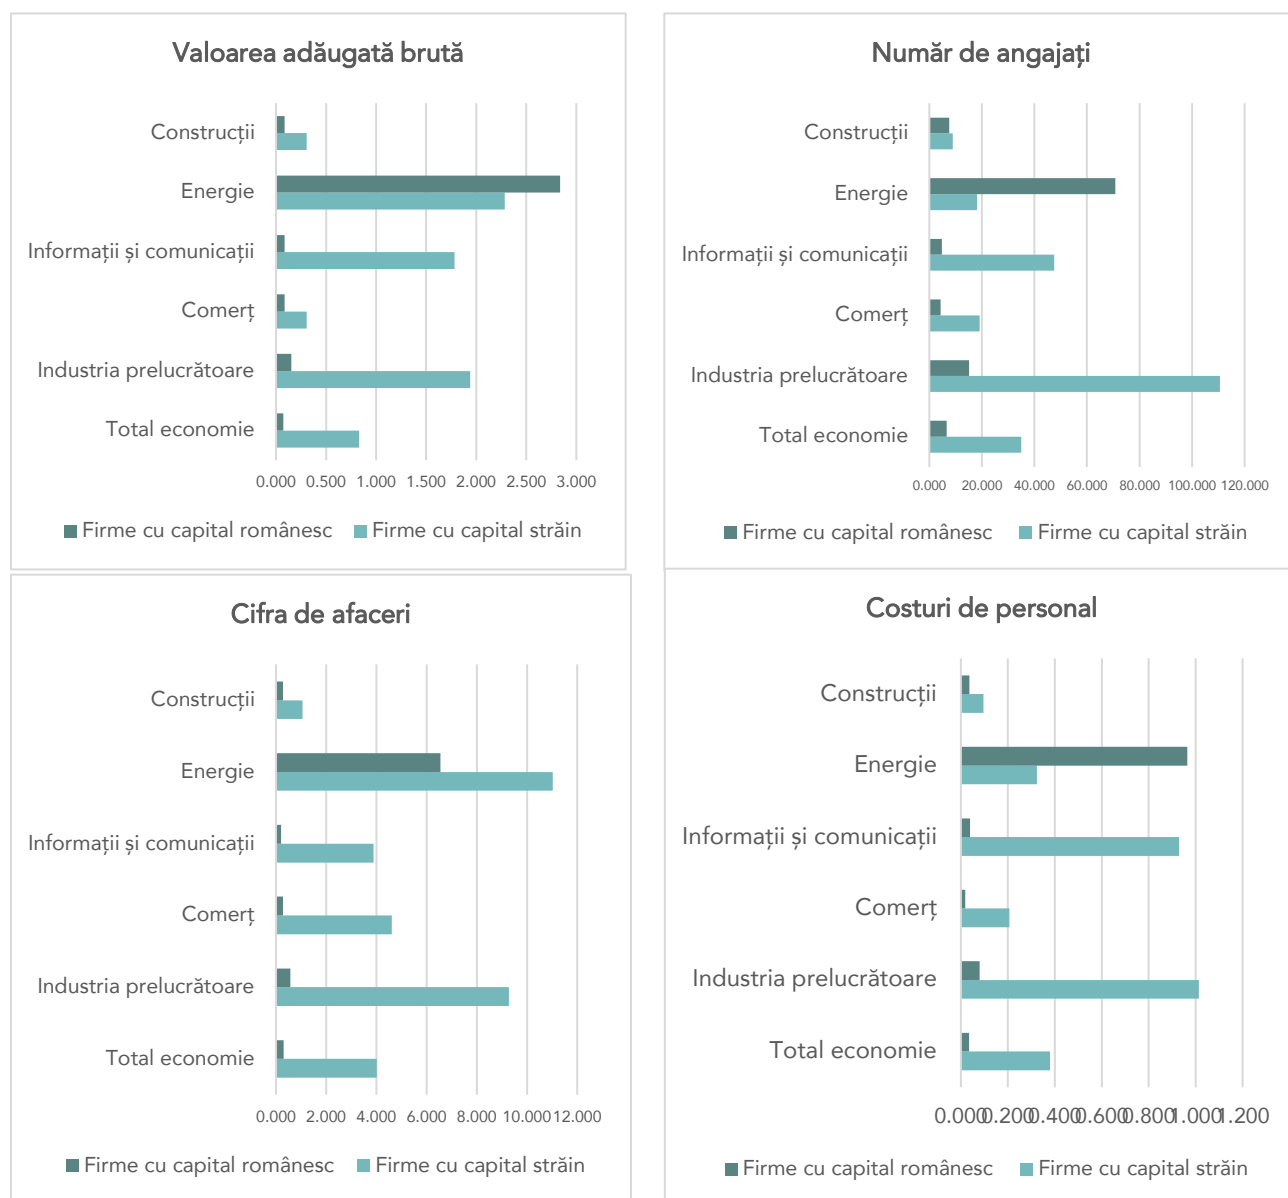 Valoarea adăugată brută
Construcții
Energie
Informații și comunicații
Comerț
Industria prelucrătoare
Total economie
0.000 0.500 1.000 1.500 2.000 2.500 3.000
Firme cu capital românesc Firme cu capital străin
Număr de angajați
Construcții
Energie
Informații și comunicații
Comerț
Industria prelucrătoare
Total economie
0.000 20.000 40.000 60.000 80.000 100.000 120.000
Firme cu capital românesc Firme cu capital străin
Cifra de afaceri
Construcții
Energie
Informații și comunicații
Comerț
Industria prelucrătoare
Total economie
0.000 2.000 4.000 6.000 8.000 10.000 12.000
Firme cu capital românesc Firme cu capital străin
Costuri de personal
Construcții
Energie
Informații și comunicații
Comerț
Industria prelucrătoare
Total economie
0.000 0.200 0.400 0.600 0.800 1.000 1.200
Firme cu capital românesc Firme cu capital străin